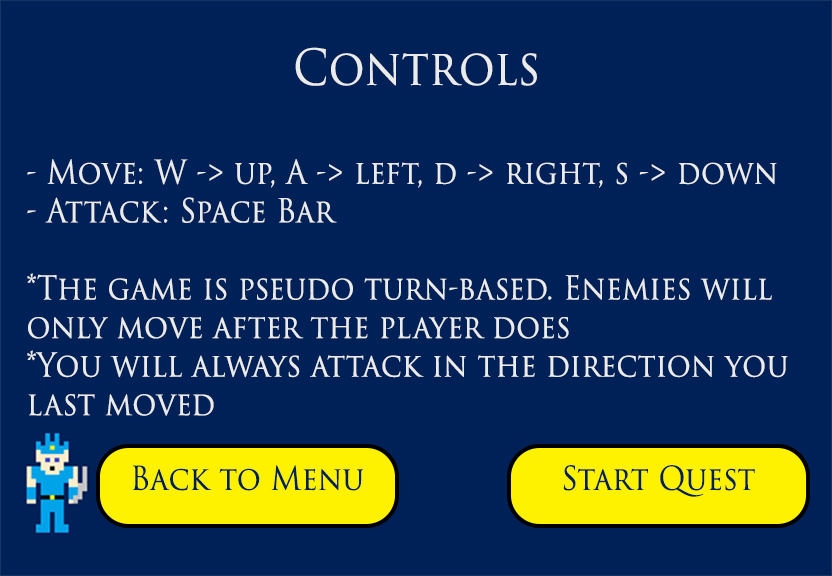 Controls
- Move: W -> up, A -> left, d -> right, s -> down
- Attack: Space Bar
*The game is pseudo turn-based. Enemies will
only move after the player does
*You will always attack in the direction you
last moved
Back to Menu
Start Quest